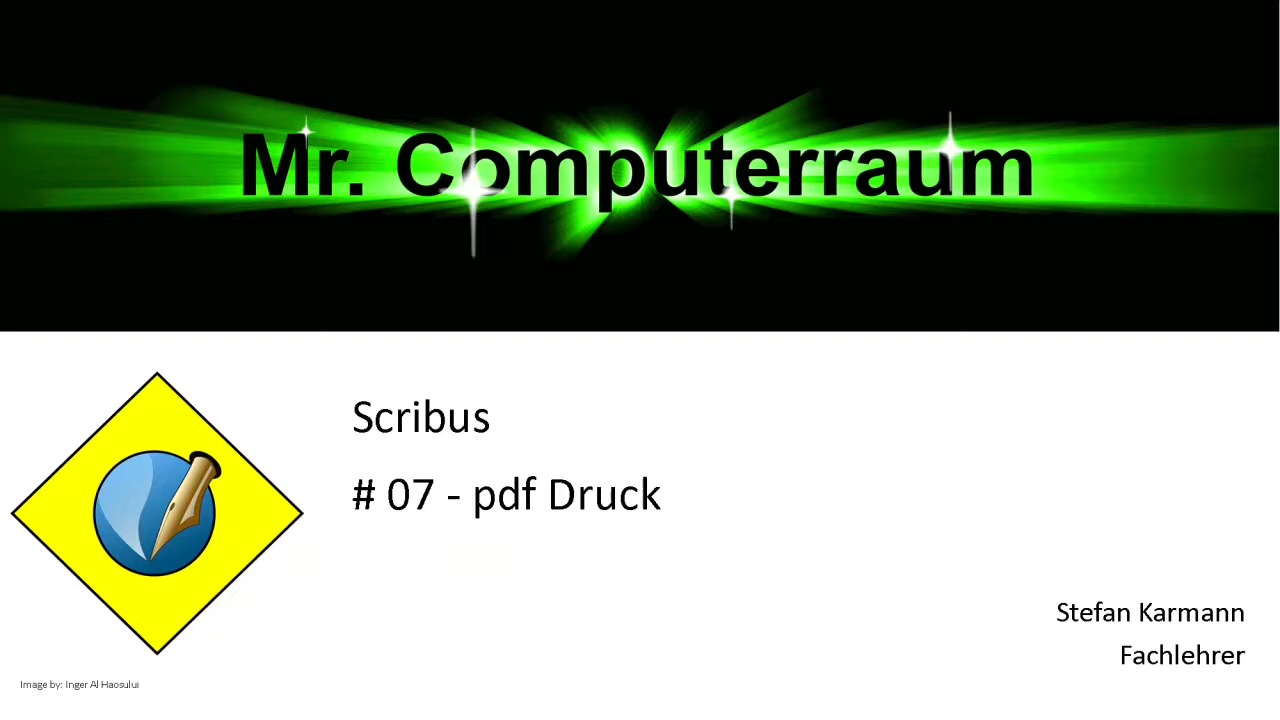 Mr. Computerraum
Scribus
# 07 - pdf Druck
Stefan Karmann
Fachlehrer
Image by: Inger Al Haosului